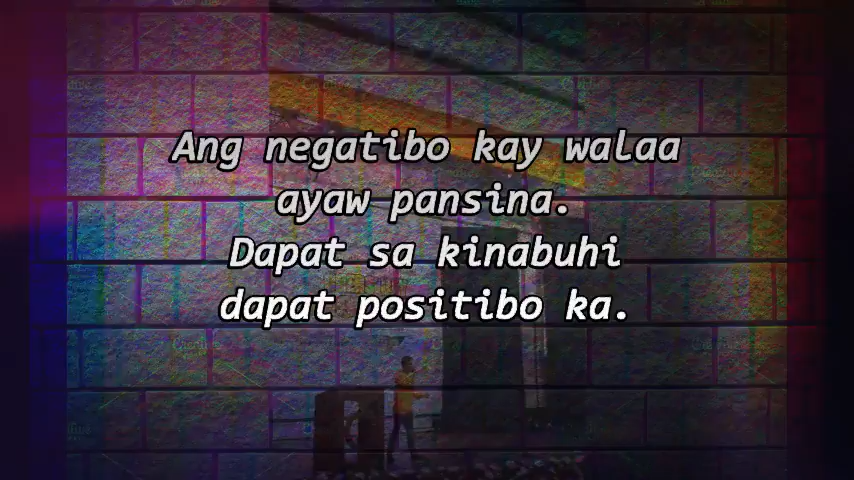 Ang negatibo kay walaa
ayaw pansina.
Dapat sa kinabuhi
dapat positibo ka.